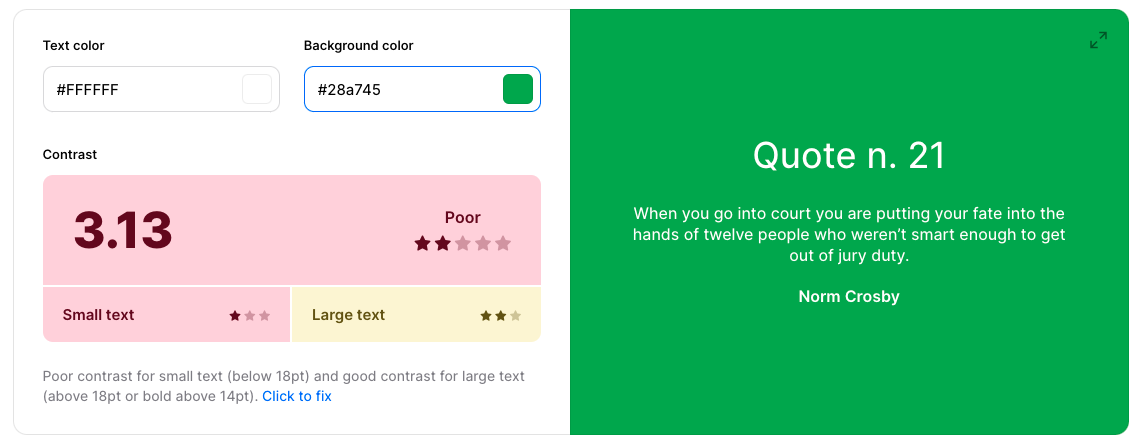 Text color
Background color
#FFFFFF
#28a745
Contrast
3.13
Poor
Small text
Large text
Poor contrast for small text (below 18pt) and good contrast for large text
(above 18pt or bold above 14pt). Click to fix
Quote n. 21
When you go into court you are putting your fate into the
hands of twelve people who weren’t smart enough to get
out of jury duty.
Norm Crosby